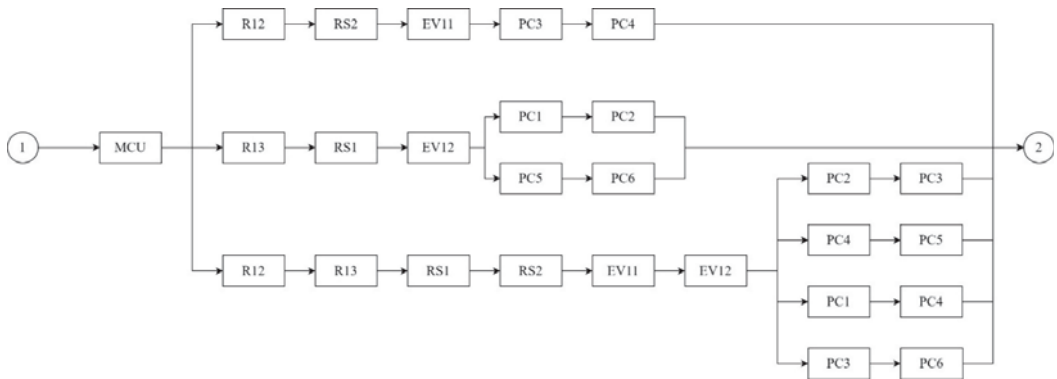 R12 RS2 EV11 PC3 PC4
PC1 PC2
1 MCU R13 RS1 EV12 2
PC5 PC6
PC2 PC3
PC4 PC5
R12 R13 RS1 RS2 EV11 EV12
PC1 PC4
PC3 PC6